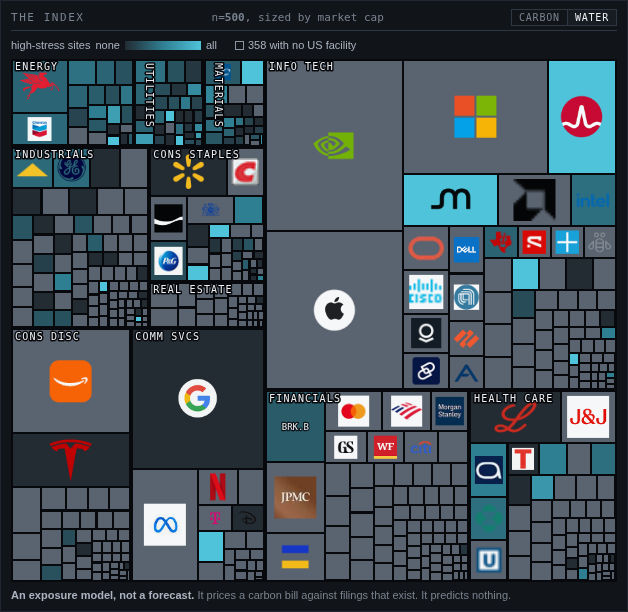 THE INDEX
n=500, sized by market cap
CARBON WATER
high-stress sites none all 358 with no US facility
ENERGY
UTILITIES
MATERIALS
INFO TECH
INDUSTRIALS
CONS STAPLES
intel
DELL
CISCO
P&G
REAL ESTATE
CONS DISC
COMM SVCS
FINANCIALS
HEALTH CARE
BRK.B
Morgan
Stanley
J&J
GS
WF
citi
JPMC
An exposure model, not a forecast. It prices a carbon bill against filings that exist. It predicts nothing.